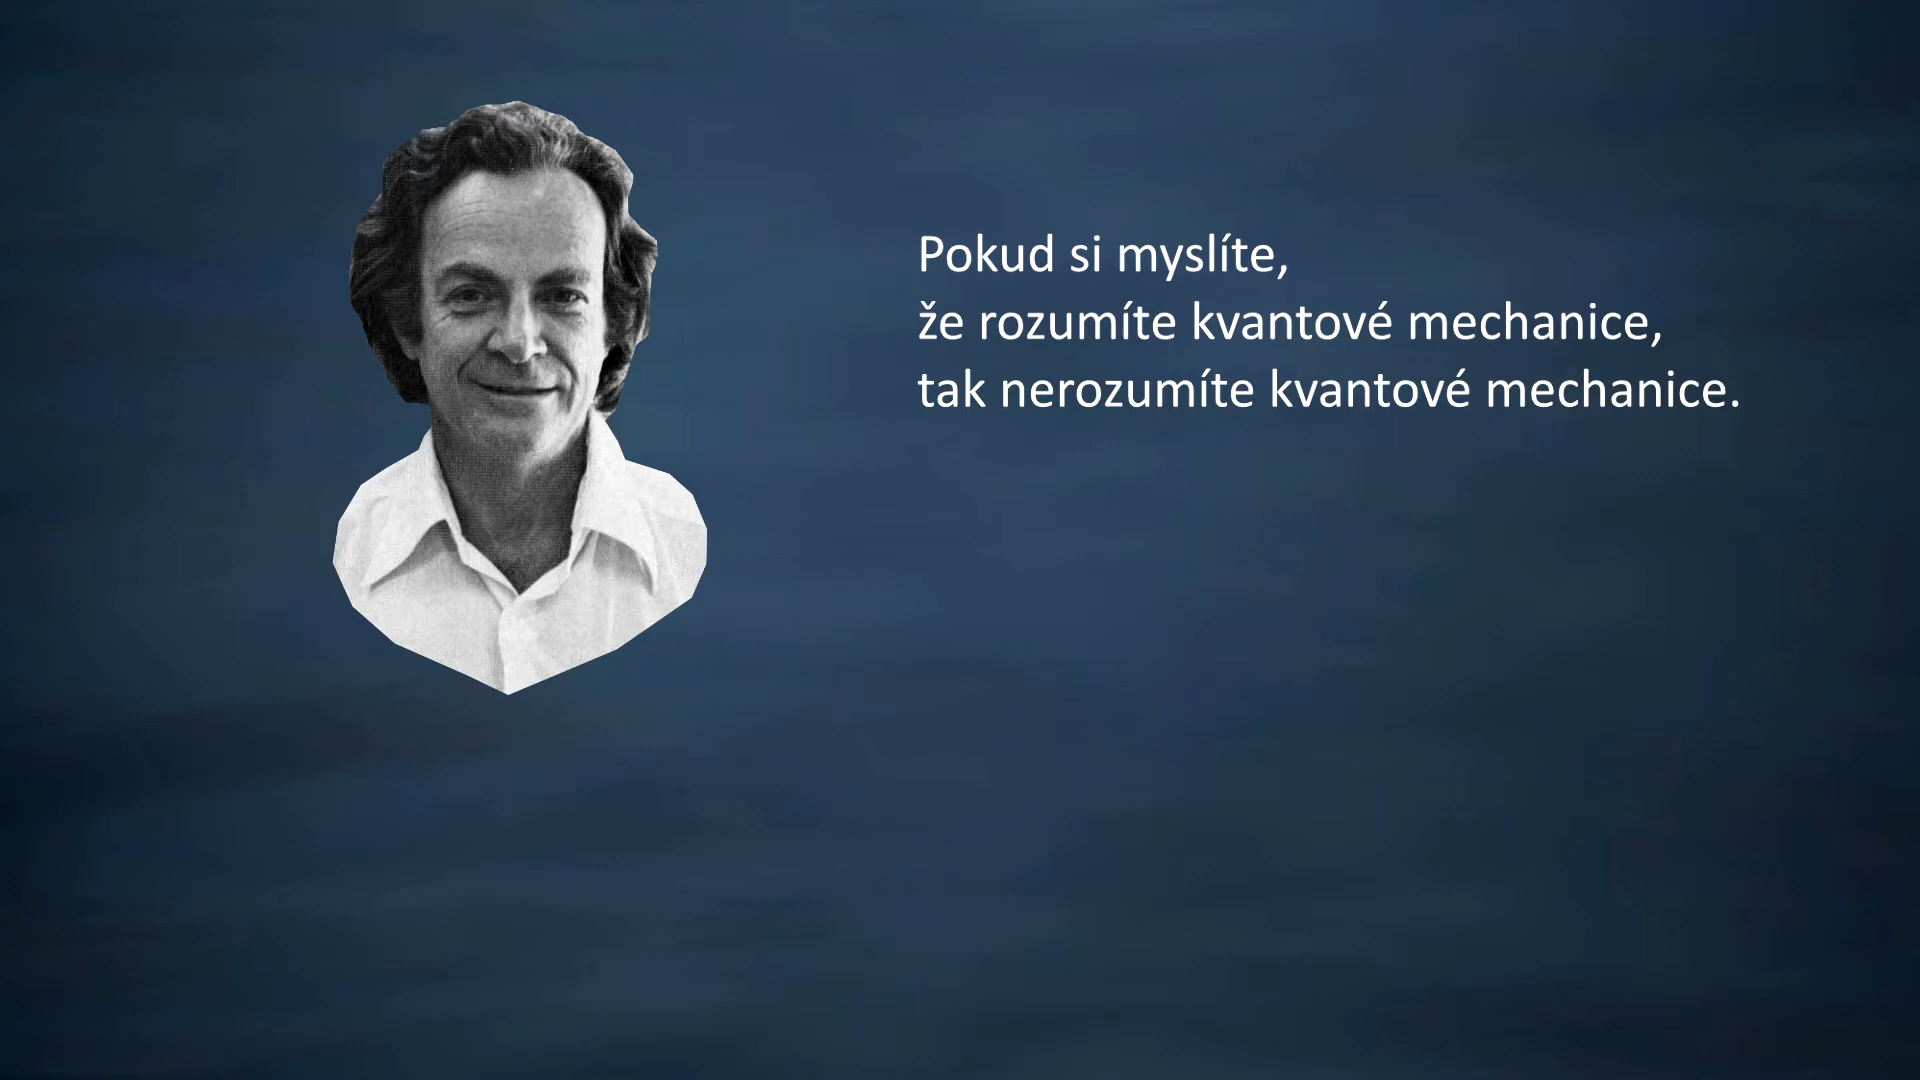 Pokud si myslíte,
že rozumíte kvantové mechanice,
tak nerozumíte kvantové mechanice.